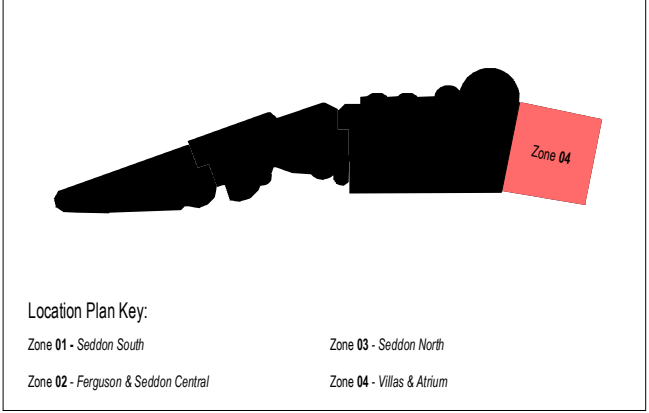 Zone 04
Location Plan Key:
Zone 01 - Seddon South
Zone 03 - Seddon North
Zone 02 - Ferguson & Seddon Central
Zone 04 - Villas & Atrium